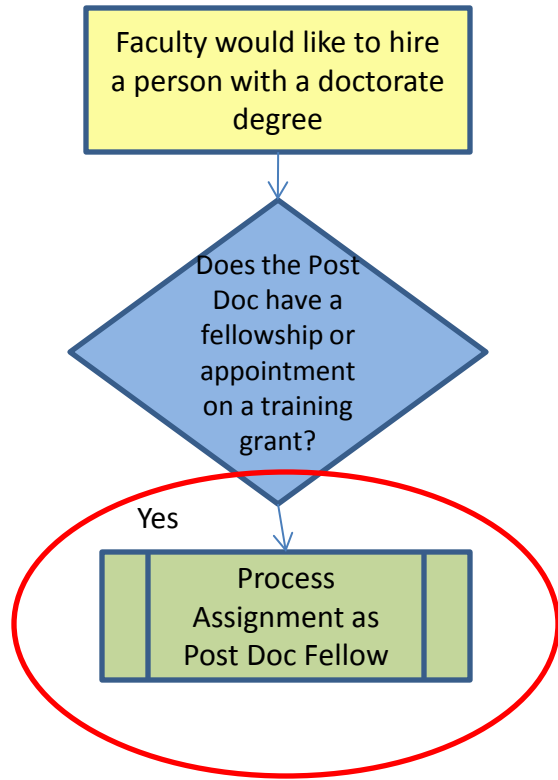 Faculty would like to hire
a person with a doctorate
degree
Does the Post
Doc have a
fellowship or
appointment
on a training
grant?
Yes
Process
Assignment as
Post Doc Fellow